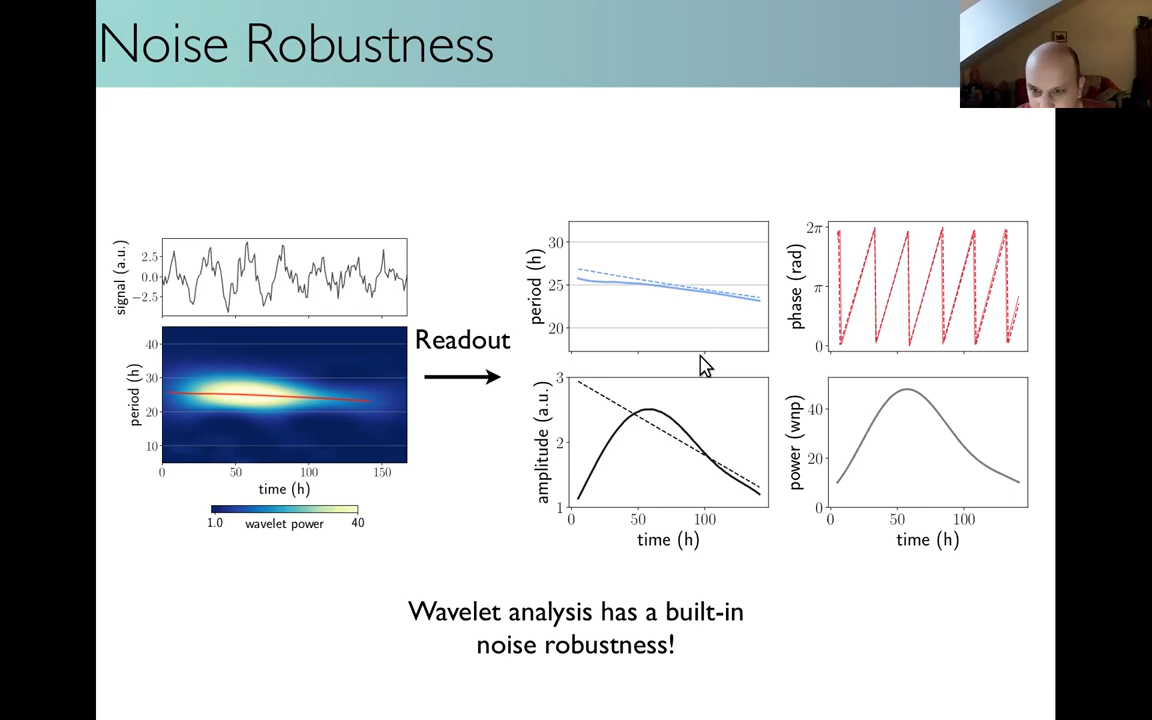 Noise Robustness
signal (a.u.)
2.5
0.0
−2.5
period (h)
40
30
20
10
0 50 100 150
time (h)
1.0 wavelet power 40
Readout
period (h)
30
25
20
phase (rad)
2π
π
0
amplitude (a.u.)
3
2
1
0 50 100
time (h)
power (wnp)
40
20
0
0 50 100
time (h)
Wavelet analysis has a built-in
noise robustness!